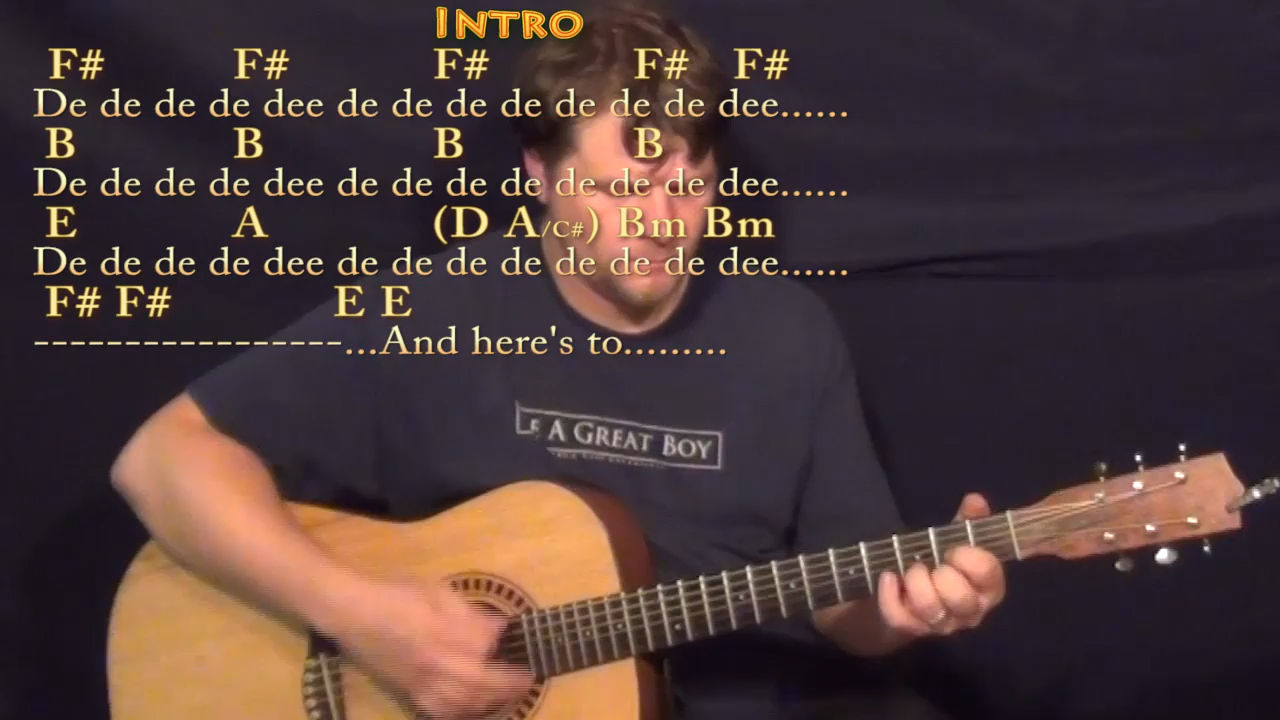 INTRO
F# F# F# F# F#
De de de de dee de de de de de de de dee......
B B B B
De de de de dee de de de de de de de dee......
E A (D A/C#) Bm Bm
De de de de dee de de de de de de de dee......
F# F# E E
-----------------...And here's to.........
A GREAT BOY